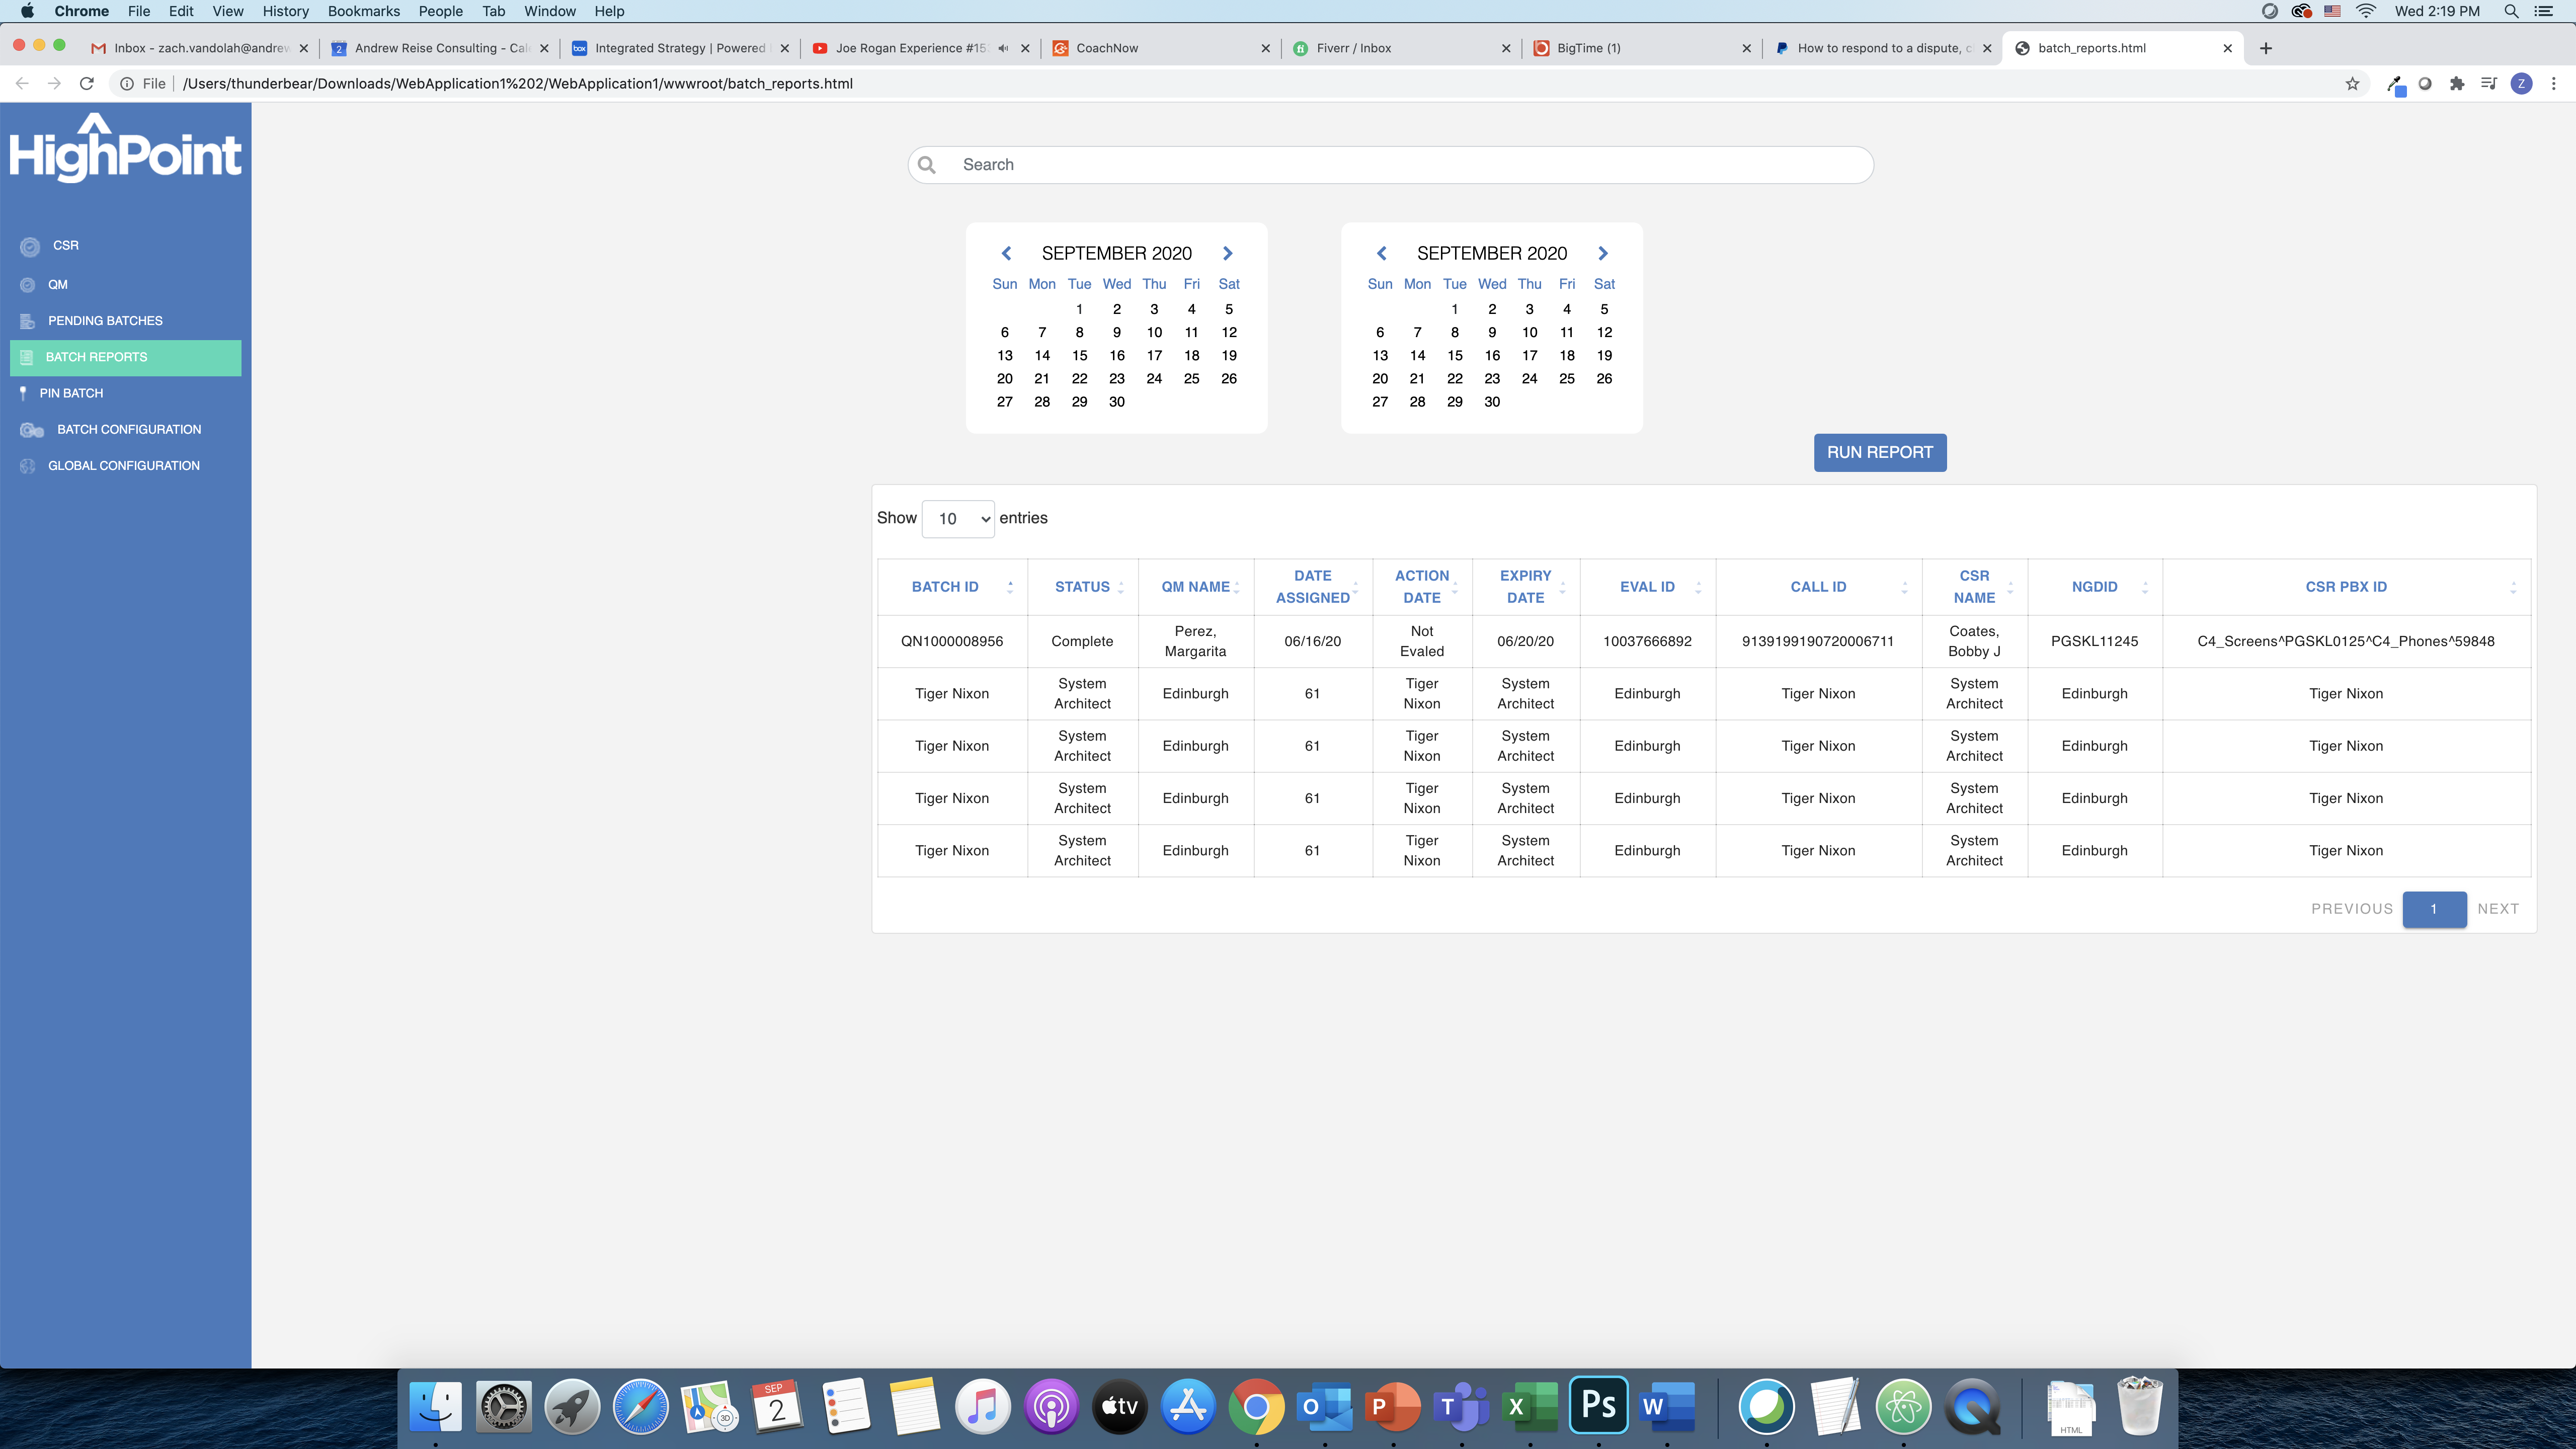 Chrome File Edit View History Bookmarks People Tab Window Help Wed 2:19 PM
Inbox - zach.vandolah@andrew Andrew Reise Consulting - Cal Integrated Strategy | Powered Joe Rogan Experience #15 CoachNow Fiverr / Inbox BigTime (1) How to respond to a dispute, c batch_reports.html
File /Users/thunderbear/Downloads/WebApplication1%202/WebApplication1/wwwroot/batch_reports.html Z
HighPoint
CSR
QM
PENDING BATCHES
BATCH REPORTS
PIN BATCH
BATCH CONFIGURATION
GLOBAL CONFIGURATION
Search
SEPTEMBER 2020
Sun Mon Tue Wed Thu Fri Sat
1 2 3 4 5
6 7 8 9 10 11 12
13 14 15 16 17 18 19
20 21 22 23 24 25 26
27 28 29 30
SEPTEMBER 2020
Sun Mon Tue Wed Thu Fri Sat
1 2 3 4 5
6 7 8 9 10 11 12
13 14 15 16 17 18 19
20 21 22 23 24 25 26
27 28 29 30
RUN REPORT
Show 10 entries
BATCH ID STATUS QM NAME DATE ASSIGNED ACTION DATE EXPIRY DATE EVAL ID CALL ID CSR NAME NGDID CSR PBX ID
QN1000008956 Complete Perez, Margarita 06/16/20 Not Evaled 06/20/20 10037666892 9139199190720006711 Coates, Bobby J PGSKL11245 C4_Screens^PGSKL0125^C4_Phones^59848
Tiger Nixon System Architect Edinburgh 61 Tiger Nixon System Architect Edinburgh Tiger Nixon System Architect Edinburgh Tiger Nixon
Tiger Nixon System Architect Edinburgh 61 Tiger Nixon System Architect Edinburgh Tiger Nixon System Architect Edinburgh Tiger Nixon
Tiger Nixon System Architect Edinburgh 61 Tiger Nixon System Architect Edinburgh Tiger Nixon System Architect Edinburgh Tiger Nixon
Tiger Nixon System Architect Edinburgh 61 Tiger Nixon System Architect Edinburgh Tiger Nixon System Architect Edinburgh Tiger Nixon
PREVIOUS 1 NEXT
3D SEP 2 tv O P T X Ps W HTML